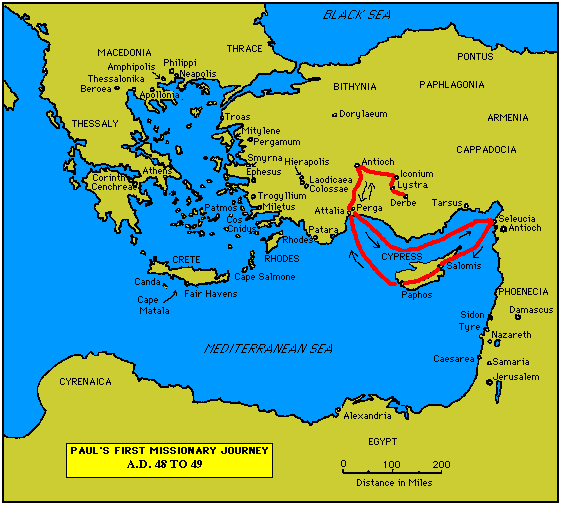 BLACK SEA
MACEDONIA
THRACE
PONTUS
Amphipolis
Philippi
Neapolis
Thessalonika
Beroea
Apollonia
BITHYNIA
PAPHLAGONIA
Dorylaeum
ARMENIA
THESSALY
Troas
Mitylene
Pergamum
CAPPADOCIA
Smyrna
Hierapolis
Antioch
Corinth
Athens
Ephesus
Laodicaea
Iconium
Cenchreae
Colossae
Lystra
Trogyllium
Derbe
Tarsus
Patmos
Miletus
Attalia
Perga
Cos
Cnidus
Patara
Seleucia
Antioch
Rhodes
CRETE
RHODES
CYPRESS
Salomis
Canda
Cape Salmone
Fair Havens
Paphos
PHOENECIA
Cape
Matala
Damascus
Sidon
Tyre
Nazareth
MEDITERRANEAN SEA
Caesarea
Samaria
CYRENAICA
Jerusalem
Alexandria
EGYPT
PAUL'S FIRST MISSIONARY JOURNEY
A.D. 48 TO 49
0 100 200
Distance in Miles